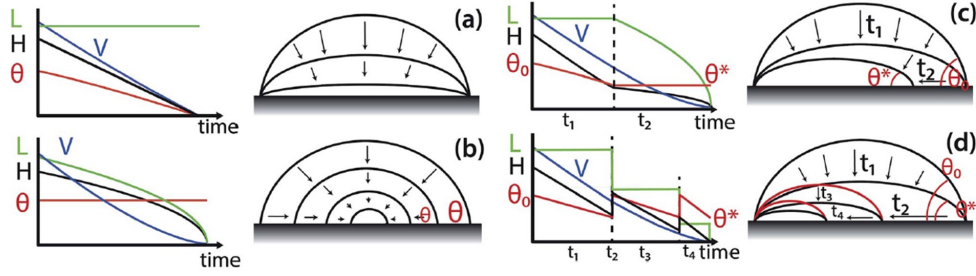 L
H
V
θ
time
(a)
L
H
V
θ
time
θ
θ
(b)
L
H
V
θ₀
θ*
t₁
t₂
time
t₁
t₂
θ*
θ₀
(c)
L
H
V
θ₀
θ*
time
t₁
t₂
t₃
t₄
t₁
t₃
t₄
t₂
θ₀
θ*
(d)